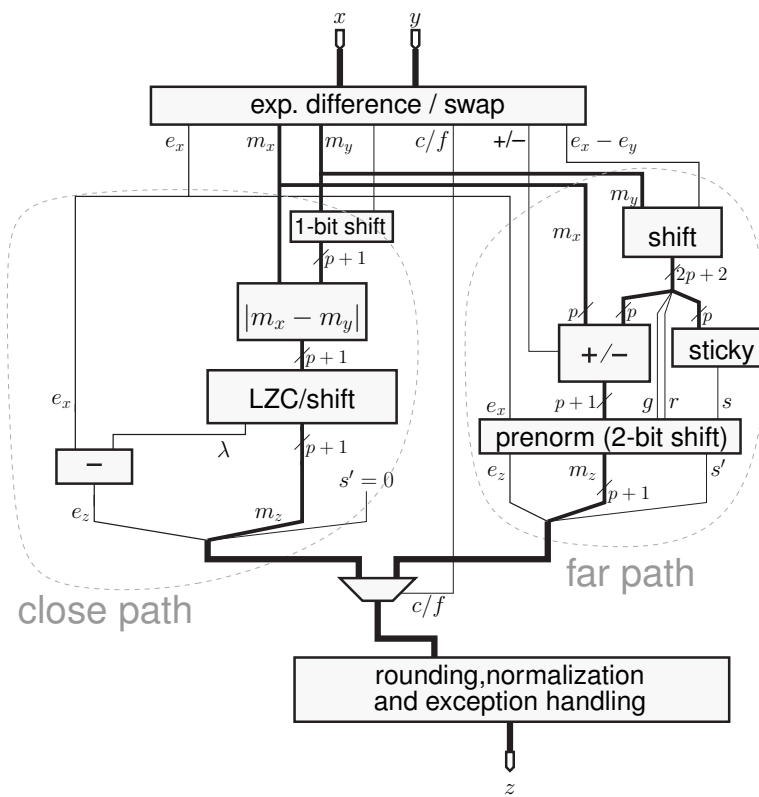 x y
exp. difference / swap
e_x m_x m_y c/f +/− e_x − e_y
m_y
1-bit shift
m_x
shift
p + 1
2p + 2
|m_x − m_y|
p p p
+/−
sticky
p + 1
LZC/shift
e_x
e_x p + 1 g r s
prenorm (2-bit shift)
λ
p + 1
−
s′ = 0
e_z m_z s′
p + 1
e_z m_z
close path
far path
c/f
rounding,normalization
and exception handling
z